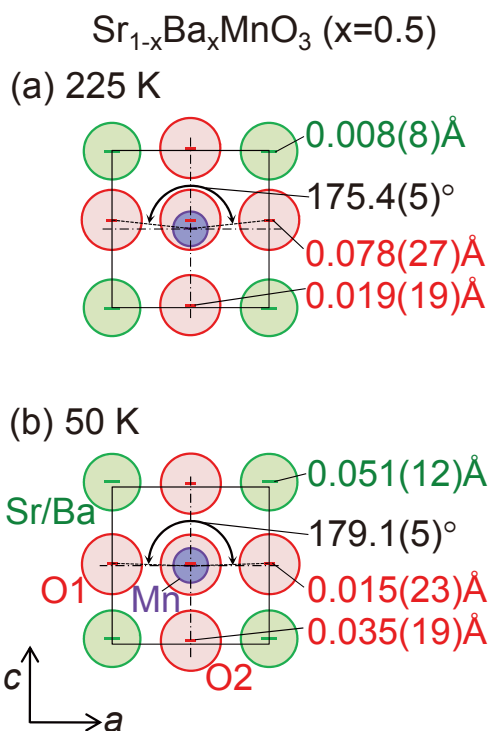 Sr1-xBaxMnO3 (x=0.5)
(a) 225 K
0.008(8)Å
175.4(5)°
0.078(27)Å
0.019(19)Å
(b) 50 K
0.051(12)Å
Sr/Ba
179.1(5)°
O1
Mn
0.015(23)Å
0.035(19)Å
O2
c
a